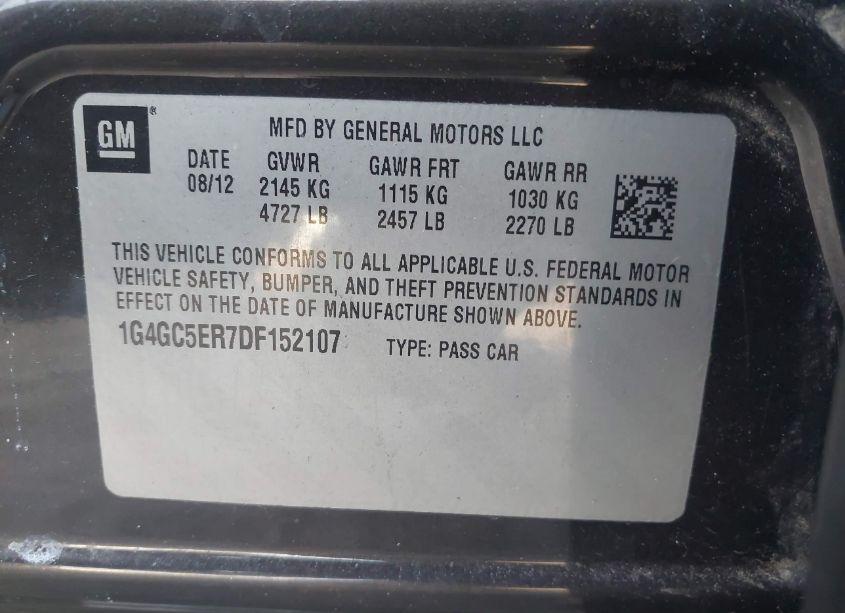 GM ®
MFD BY GENERAL MOTORS LLC
DATE GVWR GAWR FRT GAWR RR
08/12 2145 KG 1115 KG 1030 KG
4727 LB 2457 LB 2270 LB
THIS VEHICLE CONFORMS TO ALL APPLICABLE U.S. FEDERAL MOTOR
VEHICLE SAFETY, BUMPER, AND THEFT PREVENTION STANDARDS IN
EFFECT ON THE DATE OF MANUFACTURE SHOWN ABOVE.
1G4GC5ER7DF152107 TYPE: PASS CAR